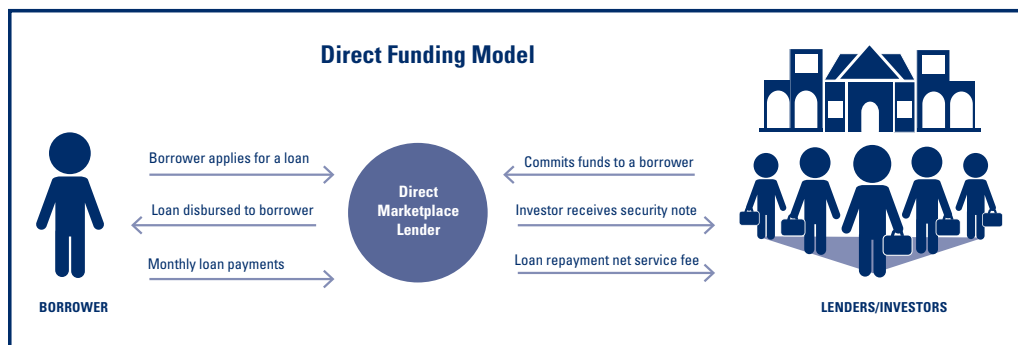 Direct Funding Model
Borrower applies for a loan
Loan disbursed to borrower
Monthly loan payments
BORROWER
Direct
Marketplace
Lender
Commits funds to a borrower
Investor receives security note
Loan repayment net service fee
LENDERS/INVESTORS